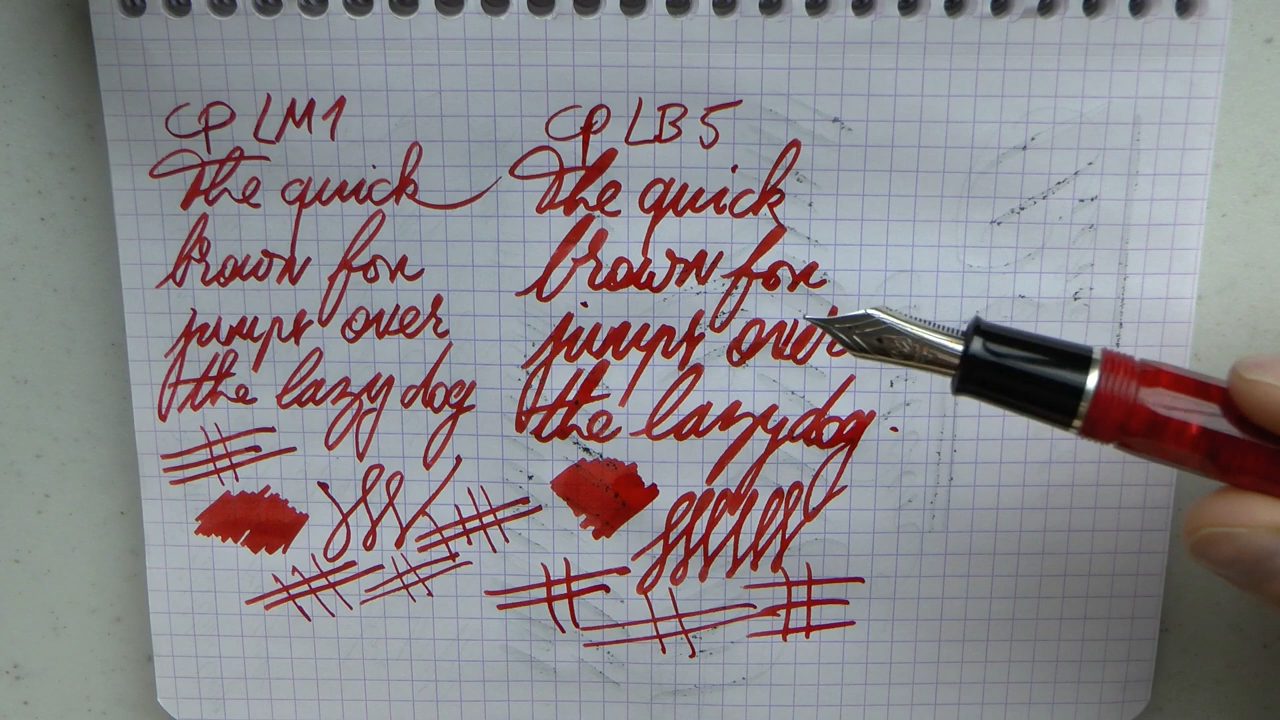 CP LM1
The quick
brown fox
jumps over
the lazy dog
CP LB5
The quick
brown fox
jumps over
the lazy dog.